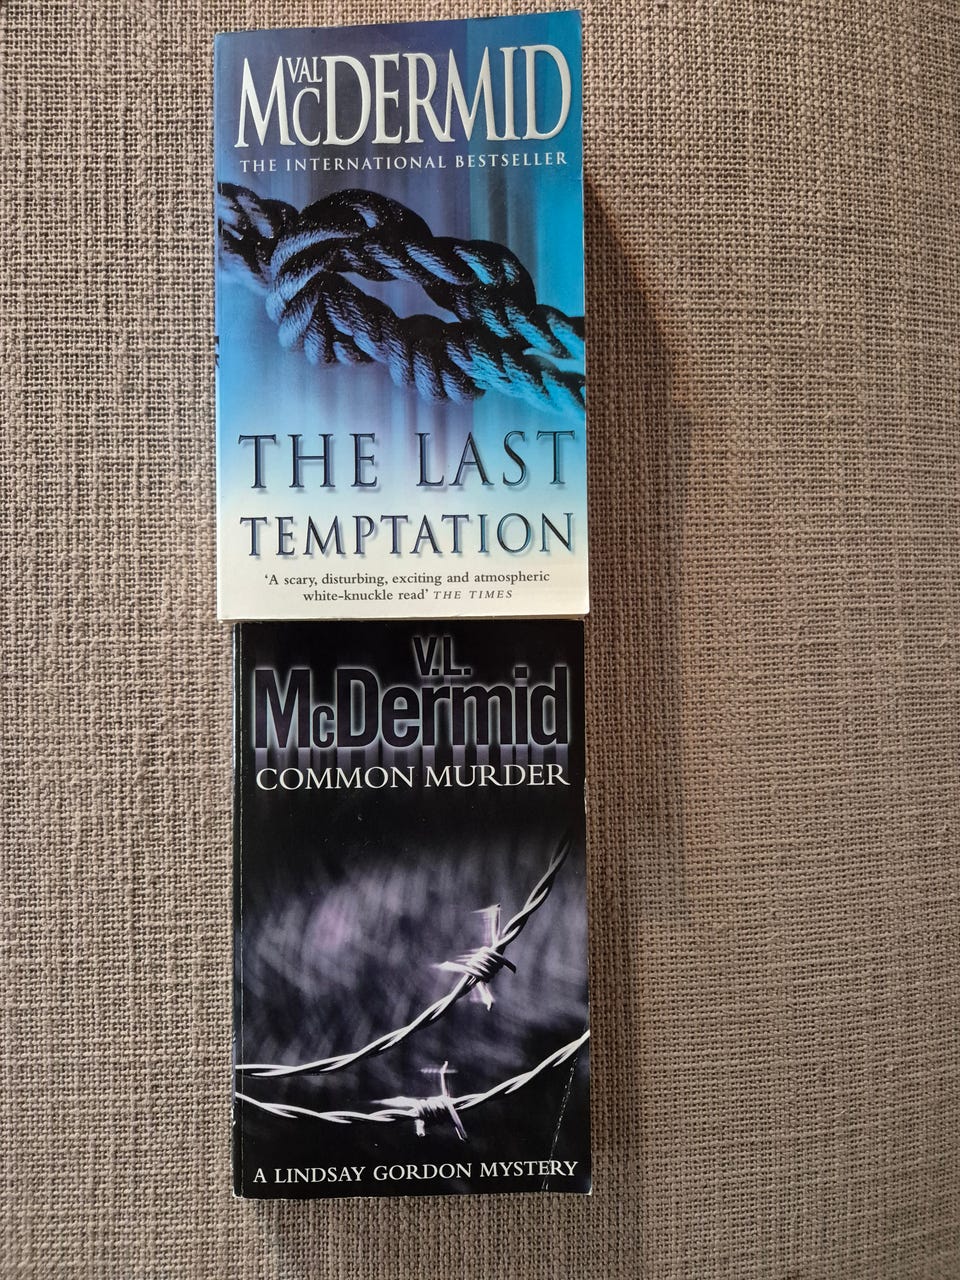 VAL
McDERMID
THE INTERNATIONAL BESTSELLER
THE LAST
TEMPTATION
'A scary, disturbing, exciting and atmospheric
white-knuckle read' THE TIMES
V.L.
McDermid
COMMON MURDER
A LINDSAY GORDON MYSTERY